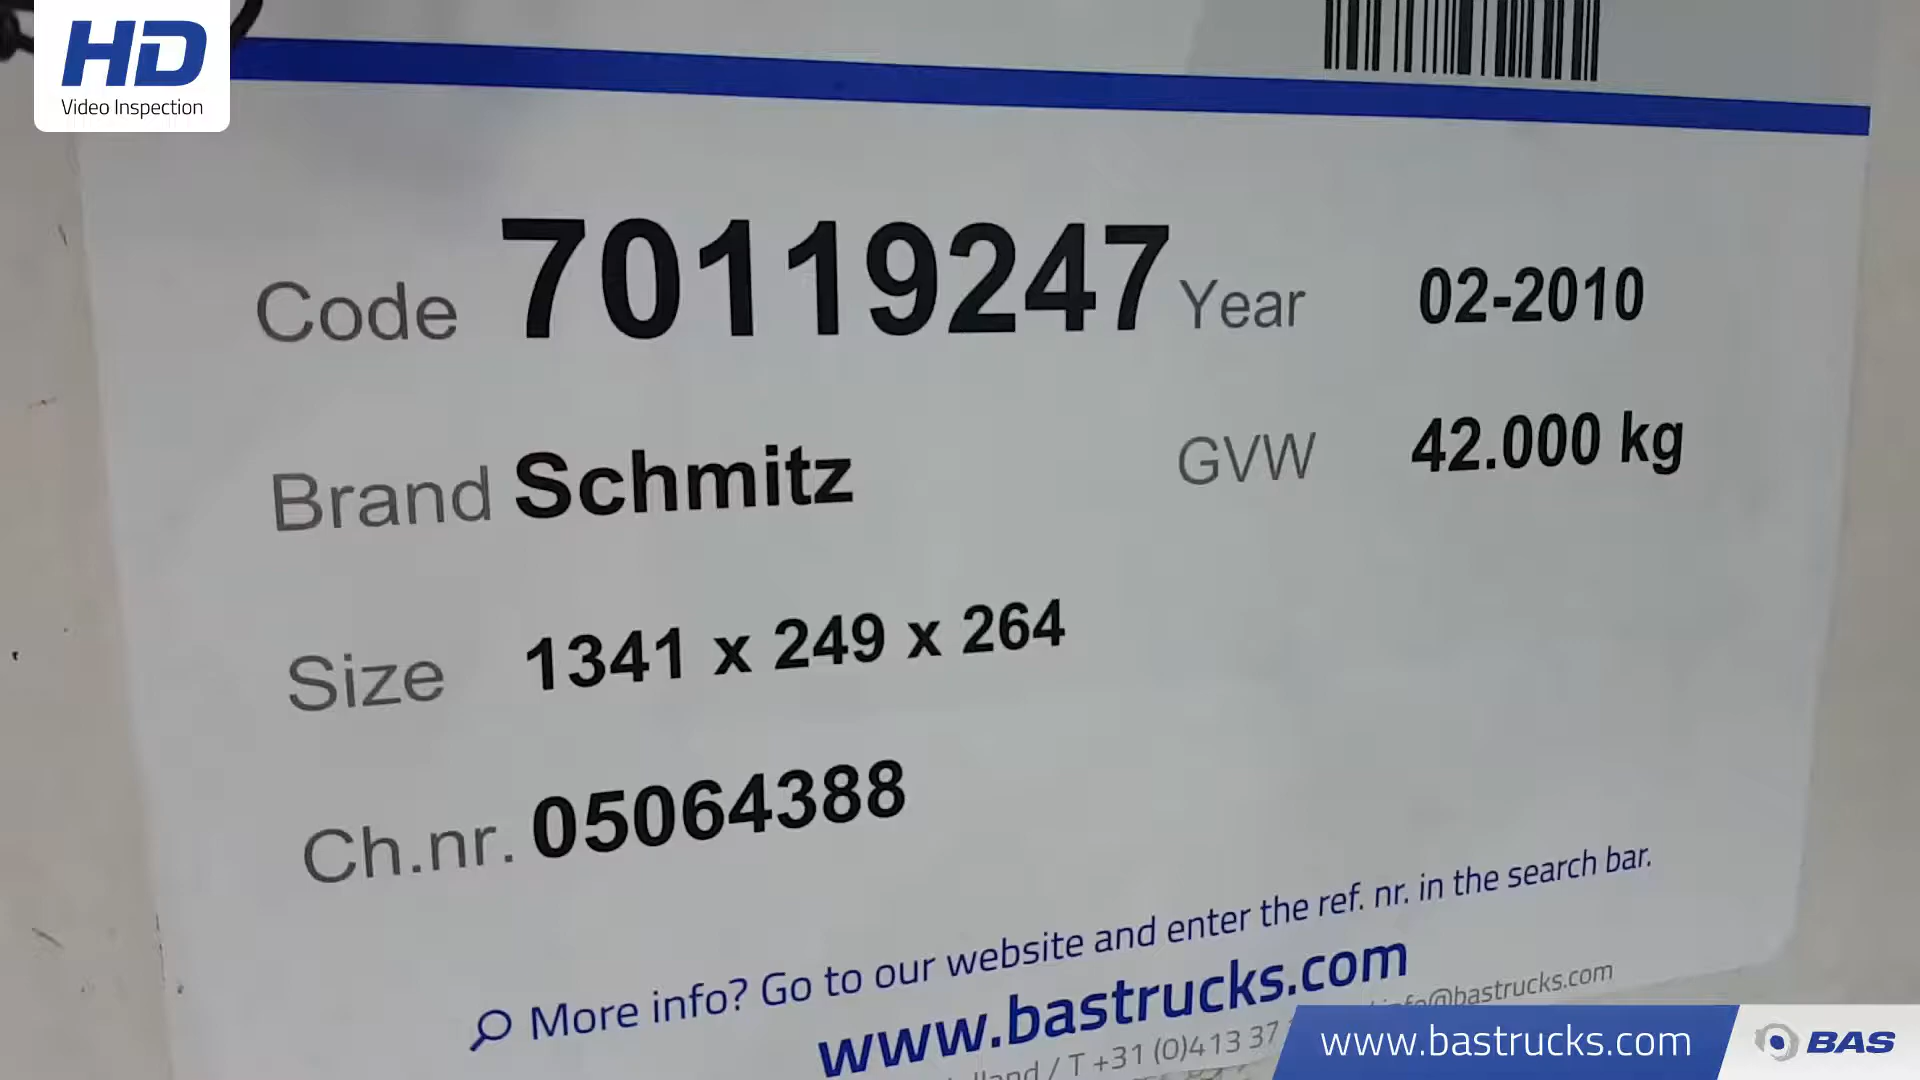 HD
Video Inspection
Code 70119247 Year 02-2010
Brand Schmitz GVW 42.000 kg
Size 1341 x 249 x 264
Ch.nr. 05064388
More info? Go to our website and enter the ref. nr. in the search bar.
www.bastrucks.com
/ T +31 (0)413 37
@bastrucks.com
www.bastrucks.com BAS